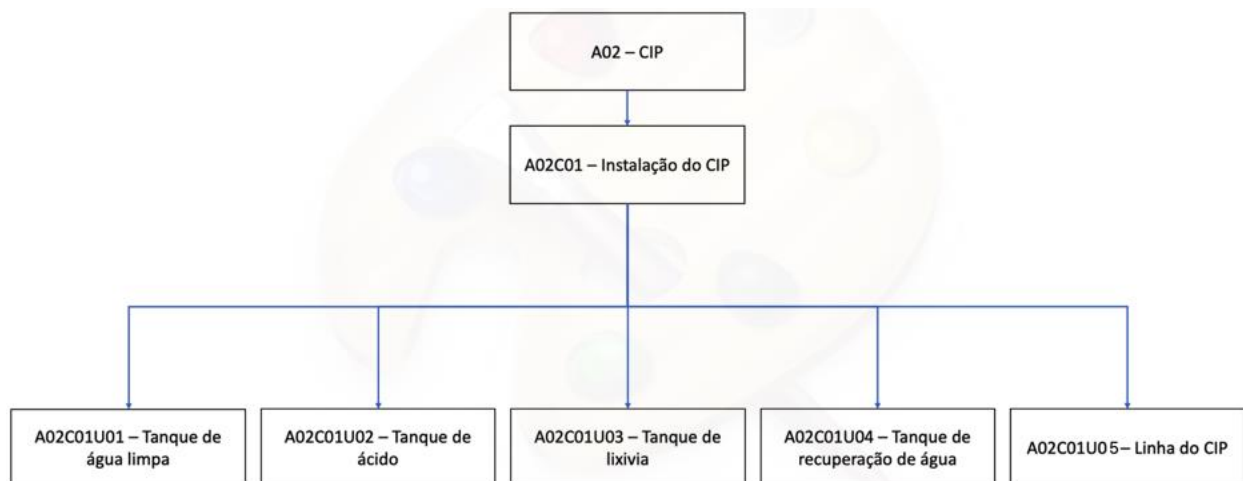 A02 – CIP
A02C01 – Instalação do CIP
A02C01U01 – Tanque de
água limpa
A02C01U02 – Tanque de
ácido
A02C01U03 – Tanque de
lixivia
A02C01U04 – Tanque de
recuperação de água
A02C01U05– Linha do CIP